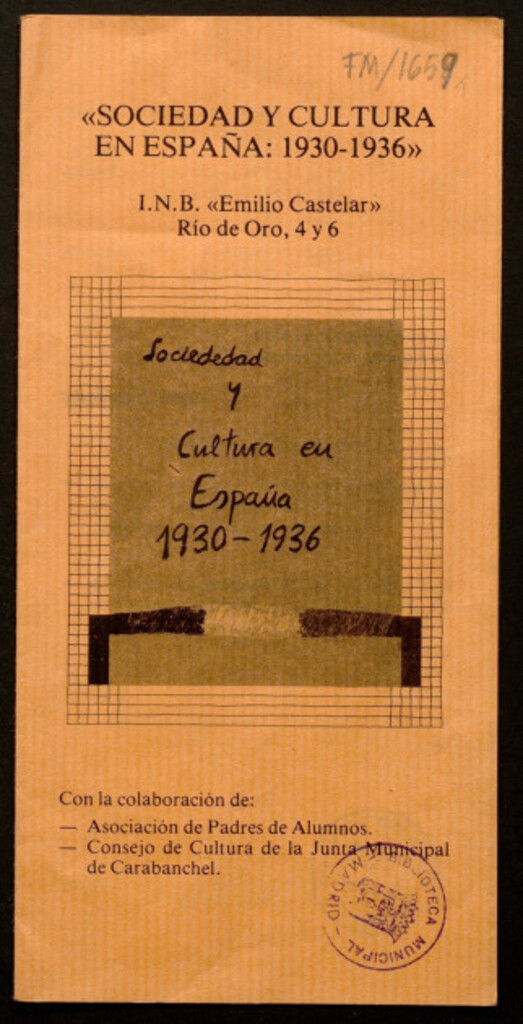 FM/1659
«SOCIEDAD Y CULTURA
EN ESPAÑA: 1930-1936»
I.N.B. «Emilio Castelar»
Río de Oro, 4 y 6
Sociededad
y
Cultura en
España
1930-1936
Con la colaboración de:
— Asociación de Padres de Alumnos.
— Consejo de Cultura de la Junta Municipal
de Carabanchel.
BIBLIOTECA MUNICIPAL - MADRID -